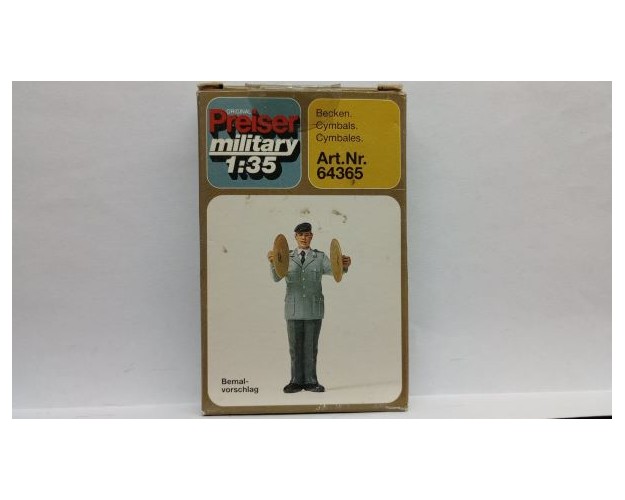 ORIGINAL
Preiser
military
1:35
Becken.
Cymbals.
Cymbales.
Art.Nr.
64365
Bemal-
vorschlag